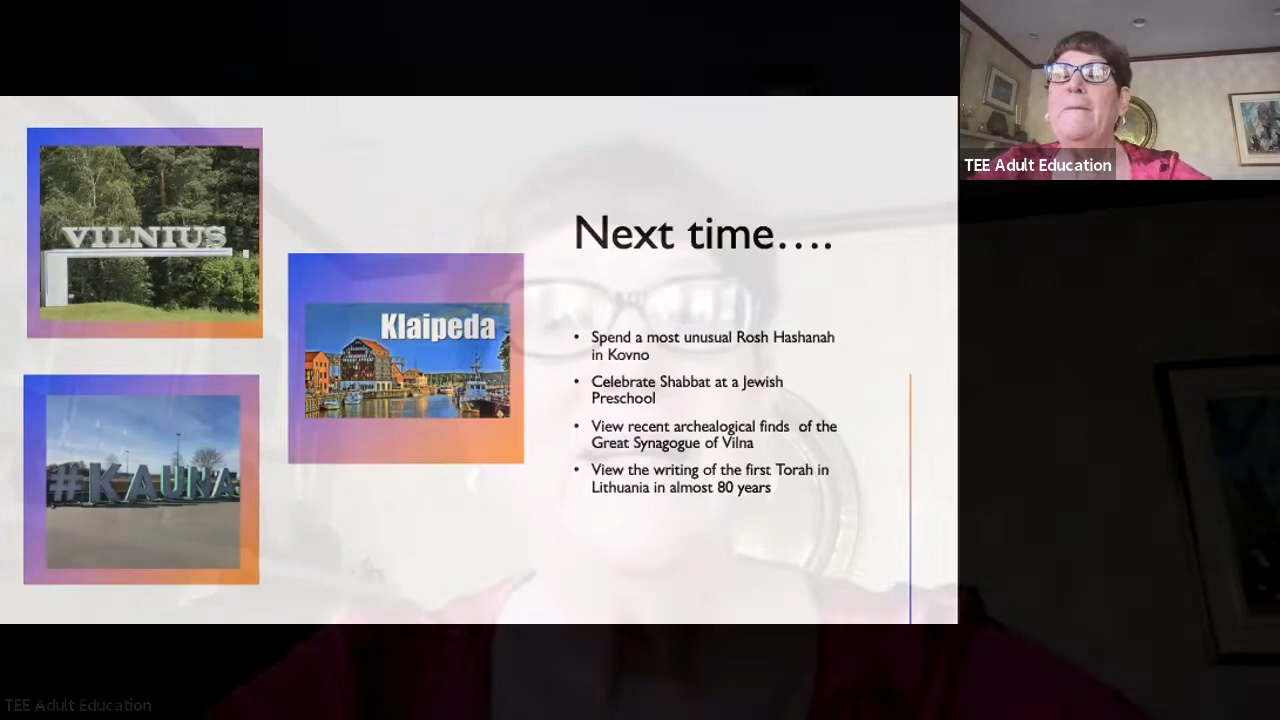 TEE Adult Education
VILNIUS
Klaipeda
#KAUNA
Next time....
• Spend a most unusual Rosh Hashanah
in Kovno
• Celebrate Shabbat at a Jewish
Preschool
• View recent archealogical finds of the
Great Synagogue of Vilna
• View the writing of the first Torah in
Lithuania in almost 80 years
TEE Adult Education